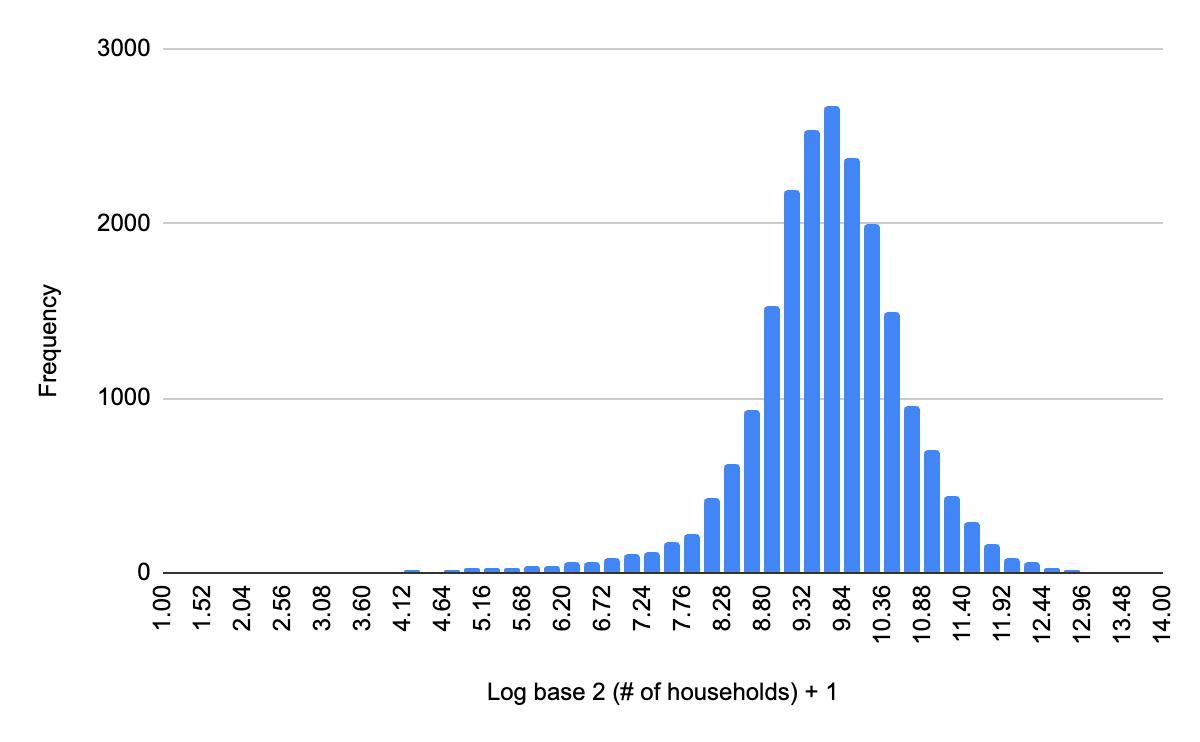 3000
2000
1000
0
Frequency
1.00 1.52 2.04 2.56 3.08 3.60 4.12 4.64 5.16 5.68 6.20 6.72 7.24 7.76 8.28 8.80 9.32 9.84 10.36 10.88 11.40 11.92 12.44 12.96 13.48 14.00
Log base 2 (# of households) + 1